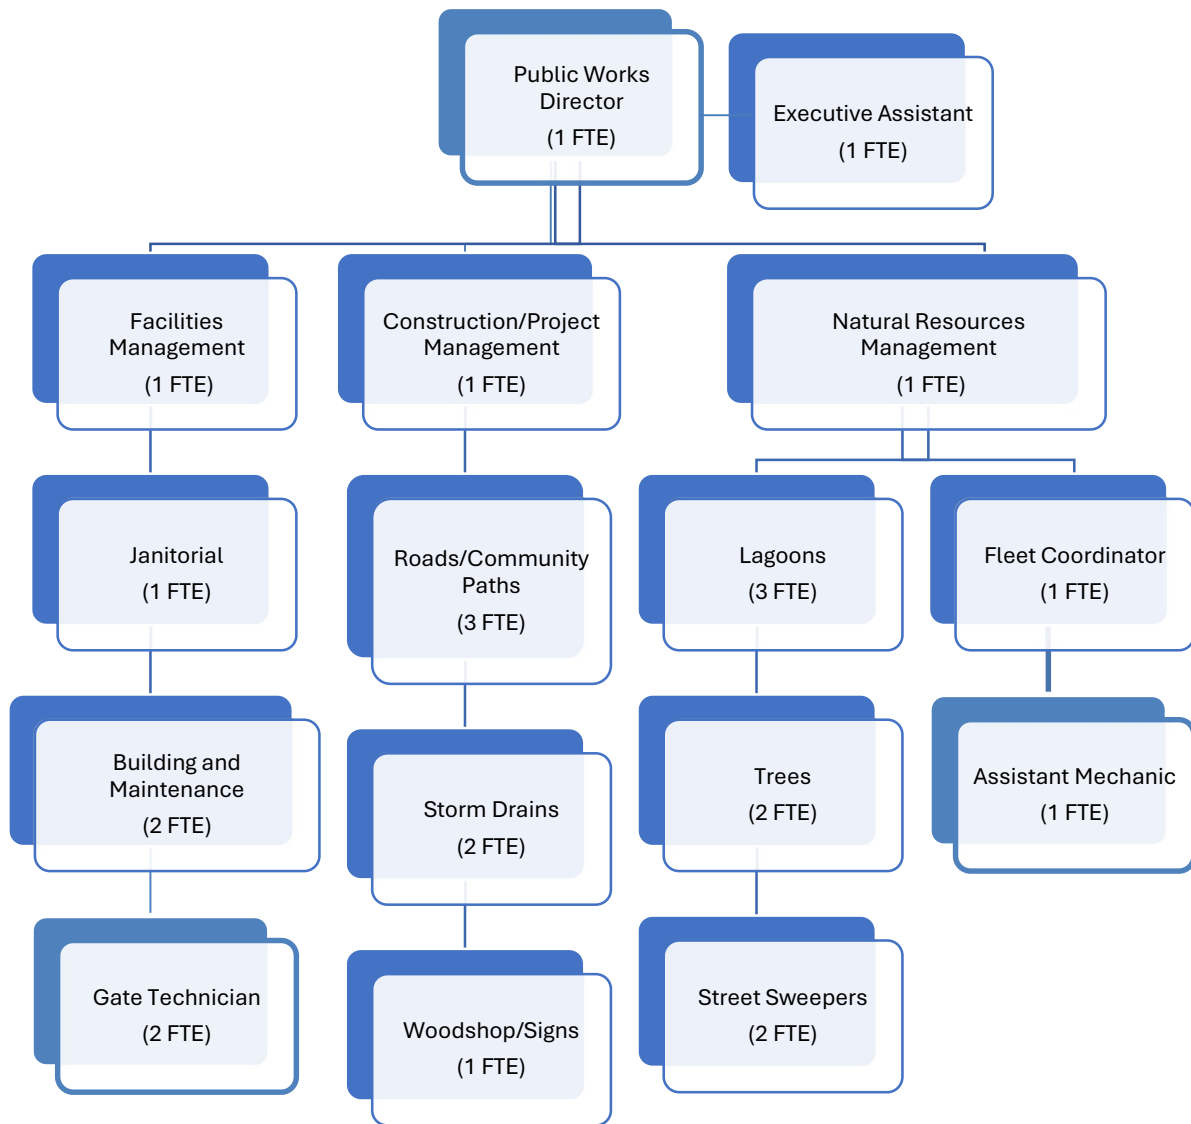 Public Works
Director
(1 FTE)
Executive Assistant
(1 FTE)
Facilities
Management
(1 FTE)
Construction/Project
Management
(1 FTE)
Natural Resources
Management
(1 FTE)
Janitorial
(1 FTE)
Roads/Community
Paths
(3 FTE)
Lagoons
(3 FTE)
Fleet Coordinator
(1 FTE)
Building and
Maintenance
(2 FTE)
Storm Drains
(2 FTE)
Trees
(2 FTE)
Assistant Mechanic
(1 FTE)
Gate Technician
(2 FTE)
Woodshop/Signs
(1 FTE)
Street Sweepers
(2 FTE)